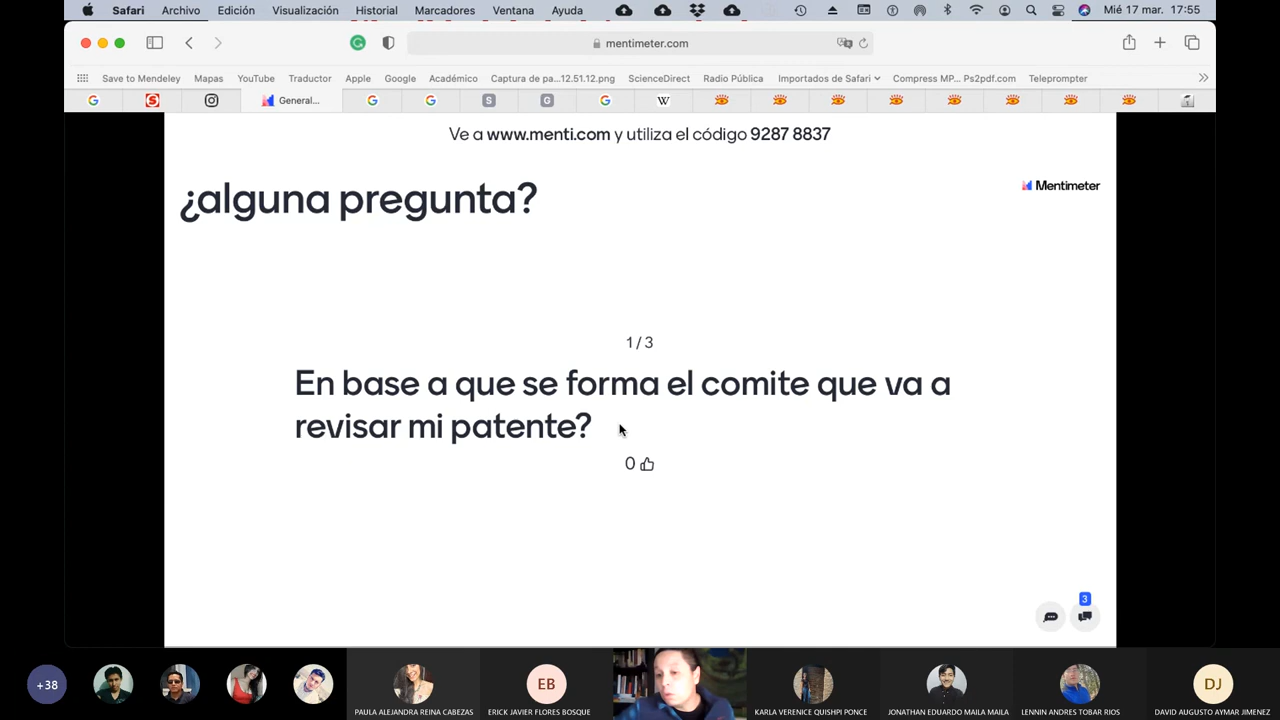 Safari Archivo Edición Visualización Historial Marcadores Ventana Ayuda Mié 17 mar. 17:55
mentimeter.com
Save to Mendeley Mapas YouTube Traductor Apple Google Académico Captura de pa...12.51.12.png ScienceDirect Radio Pública Importados de Safari Compress MP... Ps2pdf.com Teleprompter
General...
Ve a www.menti.com y utiliza el código 9287 8837
¿alguna pregunta?
Mentimeter
1 / 3
En base a que se forma el comite que va a
revisar mi patente?
0
3
+38
EB
DJ
PAULA ALEJANDRA REINA CABEZAS ERICK JAVIER FLORES BOSQUE KARLA VERENICE QUISHPI PONCE JONATHAN EDUARDO MAILA MAILA LENNIN ANDRES TOBAR RIOS DAVID AUGUSTO AYMAR JIMENEZ